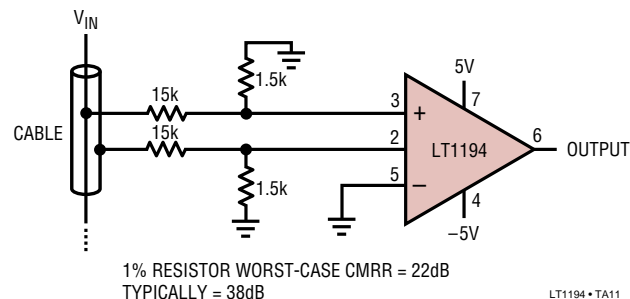 V_IN
CABLE
15k
1.5k
15k
1.5k
3
+
2
5
−
5V
7
LT1194
4
−5V
6
OUTPUT
1% RESISTOR WORST-CASE CMRR = 22dB
TYPICALLY = 38dB
LT1194 • TA11